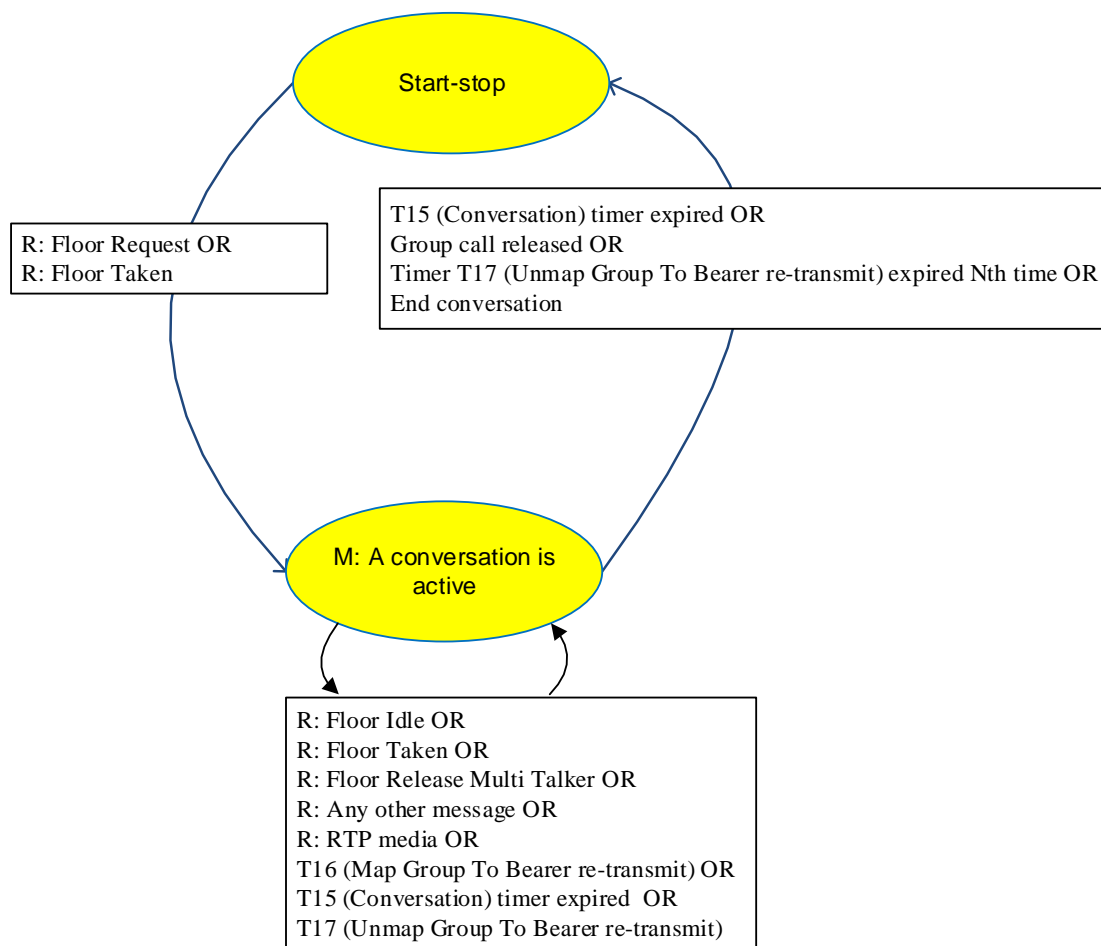 Start-stop
R: Floor Request OR
R: Floor Taken
T15 (Conversation) timer expired OR
Group call released OR
Timer T17 (Unmap Group To Bearer re-transmit) expired Nth time OR
End conversation
M: A conversation is
active
R: Floor Idle OR
R: Floor Taken OR
R: Floor Release Multi Talker OR
R: Any other message OR
R: RTP media OR
T16 (Map Group To Bearer re-transmit) OR
T15 (Conversation) timer expired  OR
T17 (Unmap Group To Bearer re-transmit)